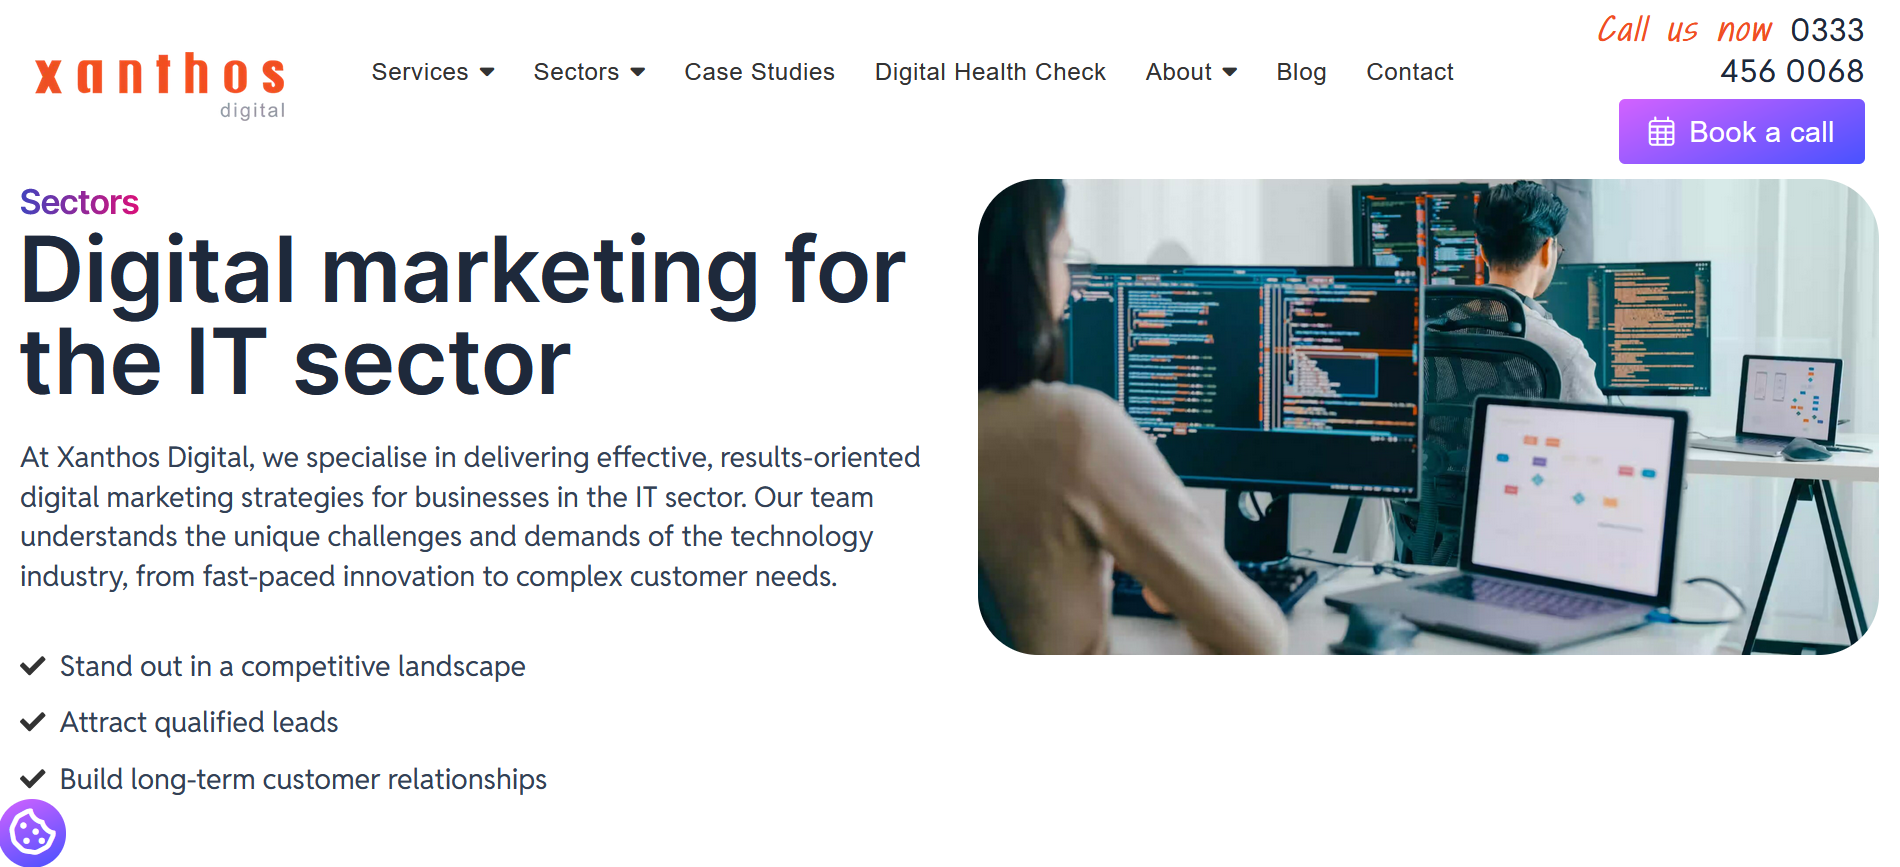 xanthos
digital
Services
Sectors
Case Studies
Digital Health Check
About
Blog
Contact
Call us now 0333
456 0068
Book a call
Sectors
Digital marketing for
the IT sector
At Xanthos Digital, we specialise in delivering effective, results-oriented
digital marketing strategies for businesses in the IT sector. Our team
understands the unique challenges and demands of the technology
industry, from fast-paced innovation to complex customer needs.
Stand out in a competitive landscape
Attract qualified leads
Build long-term customer relationships